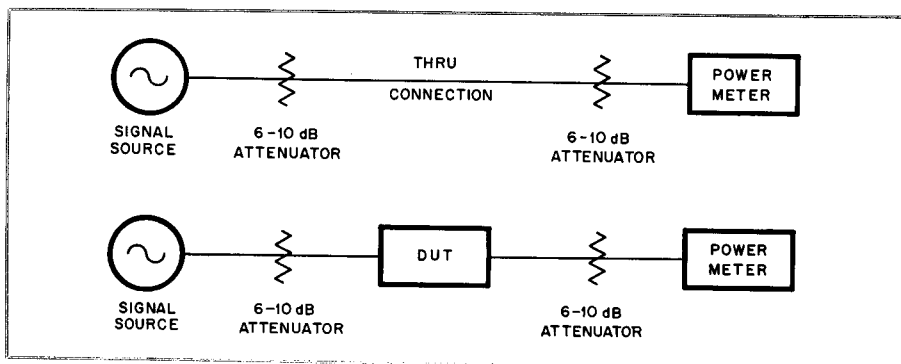 THRU
CONNECTION
POWER
METER
SIGNAL
SOURCE
6-10 dB
ATTENUATOR
6-10 dB
ATTENUATOR
DUT
POWER
METER
SIGNAL
SOURCE
6-10 dB
ATTENUATOR
6-10 dB
ATTENUATOR